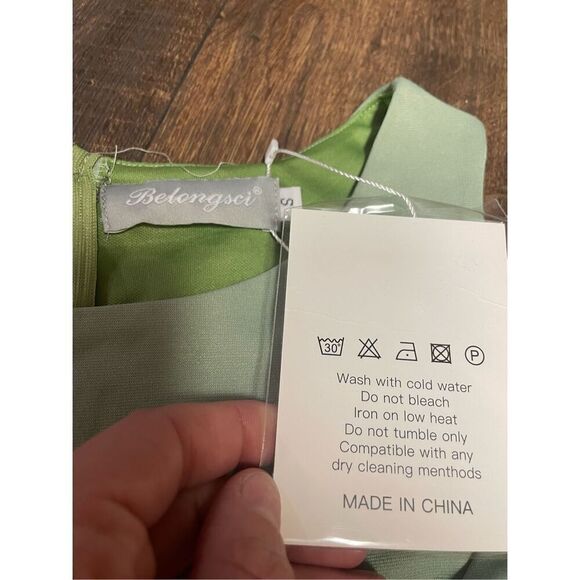 Belongsci®
S
30°
P
Wash with cold water
Do not bleach
Iron on low heat
Do not tumble only
Compatible with any
dry cleaning menthods
MADE IN CHINA